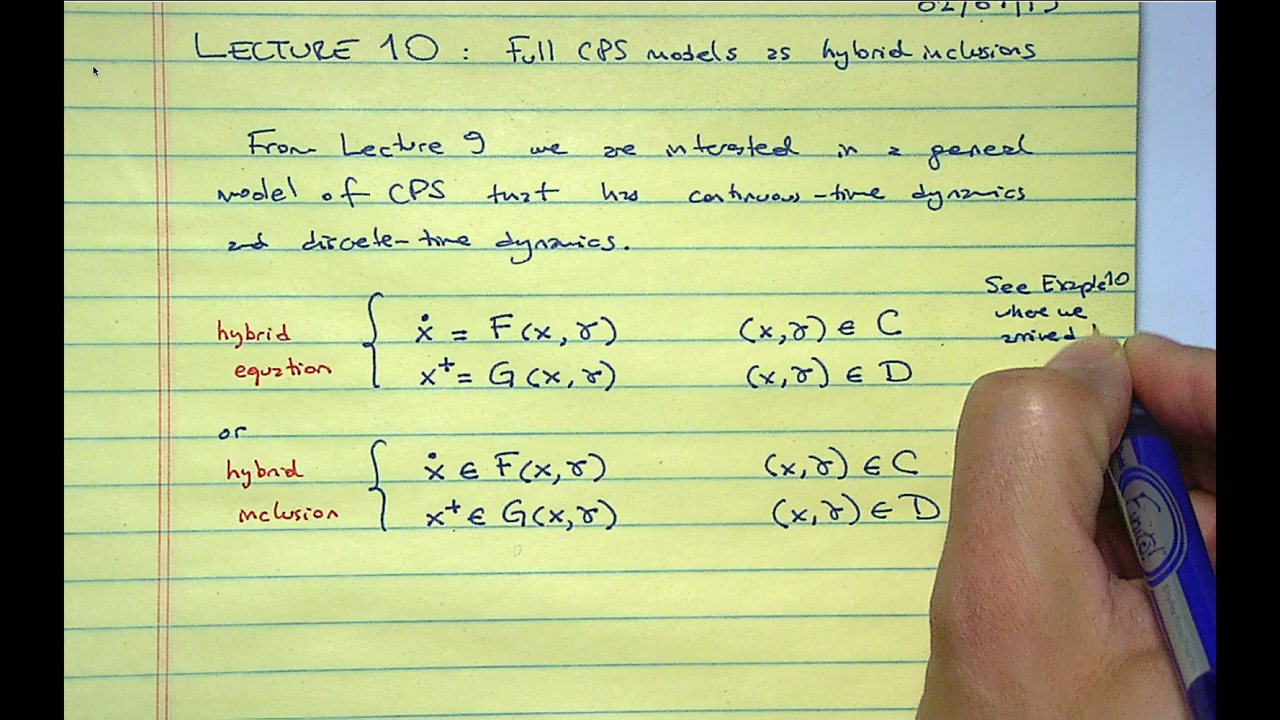 LECTURE 10 : Full CPS models as hybrid inclusions
From Lecture 9 we are interested in a general
model of CPS that has continuous-time dynamics
and discrete-time dynamics.
See Example 10
where we
arrived
hybrid equation { ẋ = F(x,γ) (x,γ) ∈ C
x⁺ = G(x,γ) (x,γ) ∈ D
or
hybrid inclusion { ẋ ∈ F(x,γ) (x,γ) ∈ C
x⁺ ∈ G(x,γ) (x,γ) ∈ D